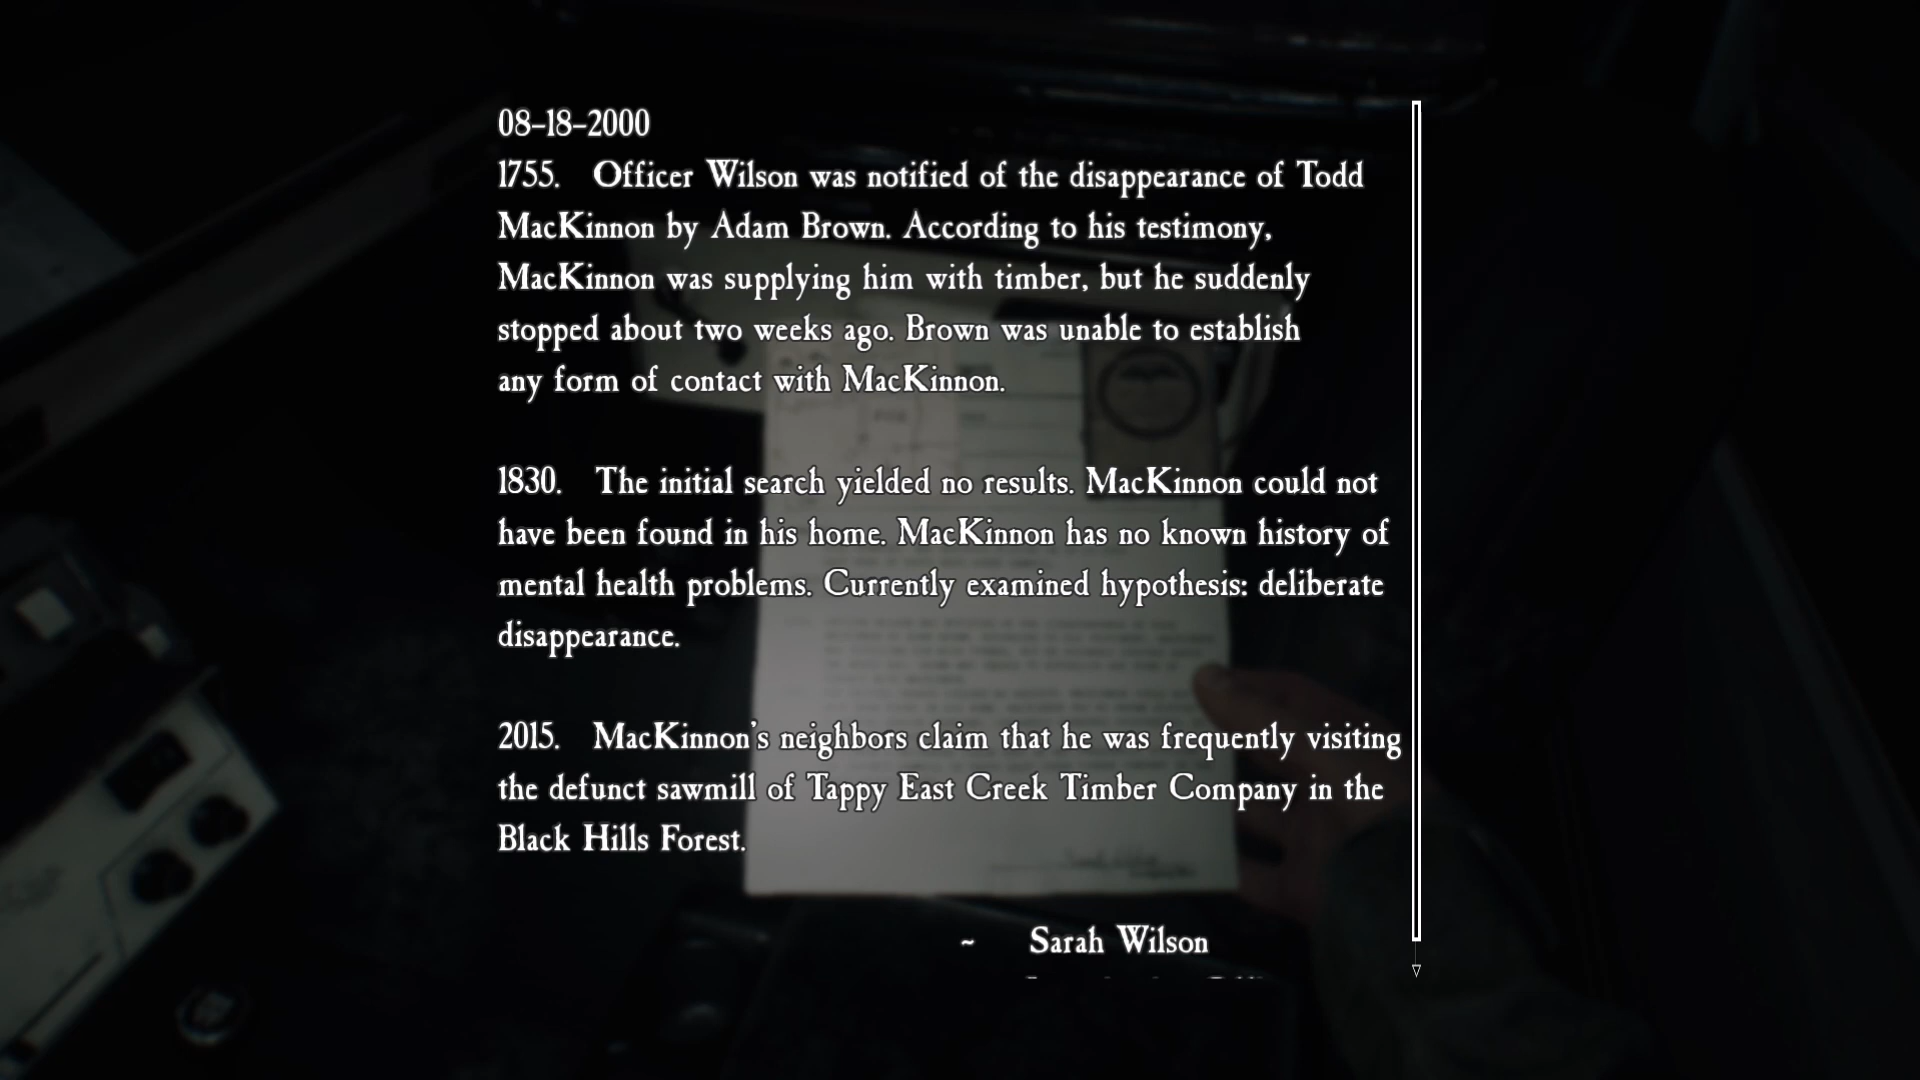 08-18-2000
1755. Officer Wilson was notified of the disappearance of Todd
MacKinnon by Adam Brown. According to his testimony,
MacKinnon was supplying him with timber, but he suddenly
stopped about two weeks ago. Brown was unable to establish
any form of contact with MacKinnon.
1830. The initial search yielded no results. MacKinnon could not
have been found in his home. MacKinnon has no known history of
mental health problems. Currently examined hypothesis: deliberate
disappearance.
2015. MacKinnon's neighbors claim that he was frequently visiting
the defunct sawmill of Tappy East Creek Timber Company in the
Black Hills Forest.
~ Sarah Wilson